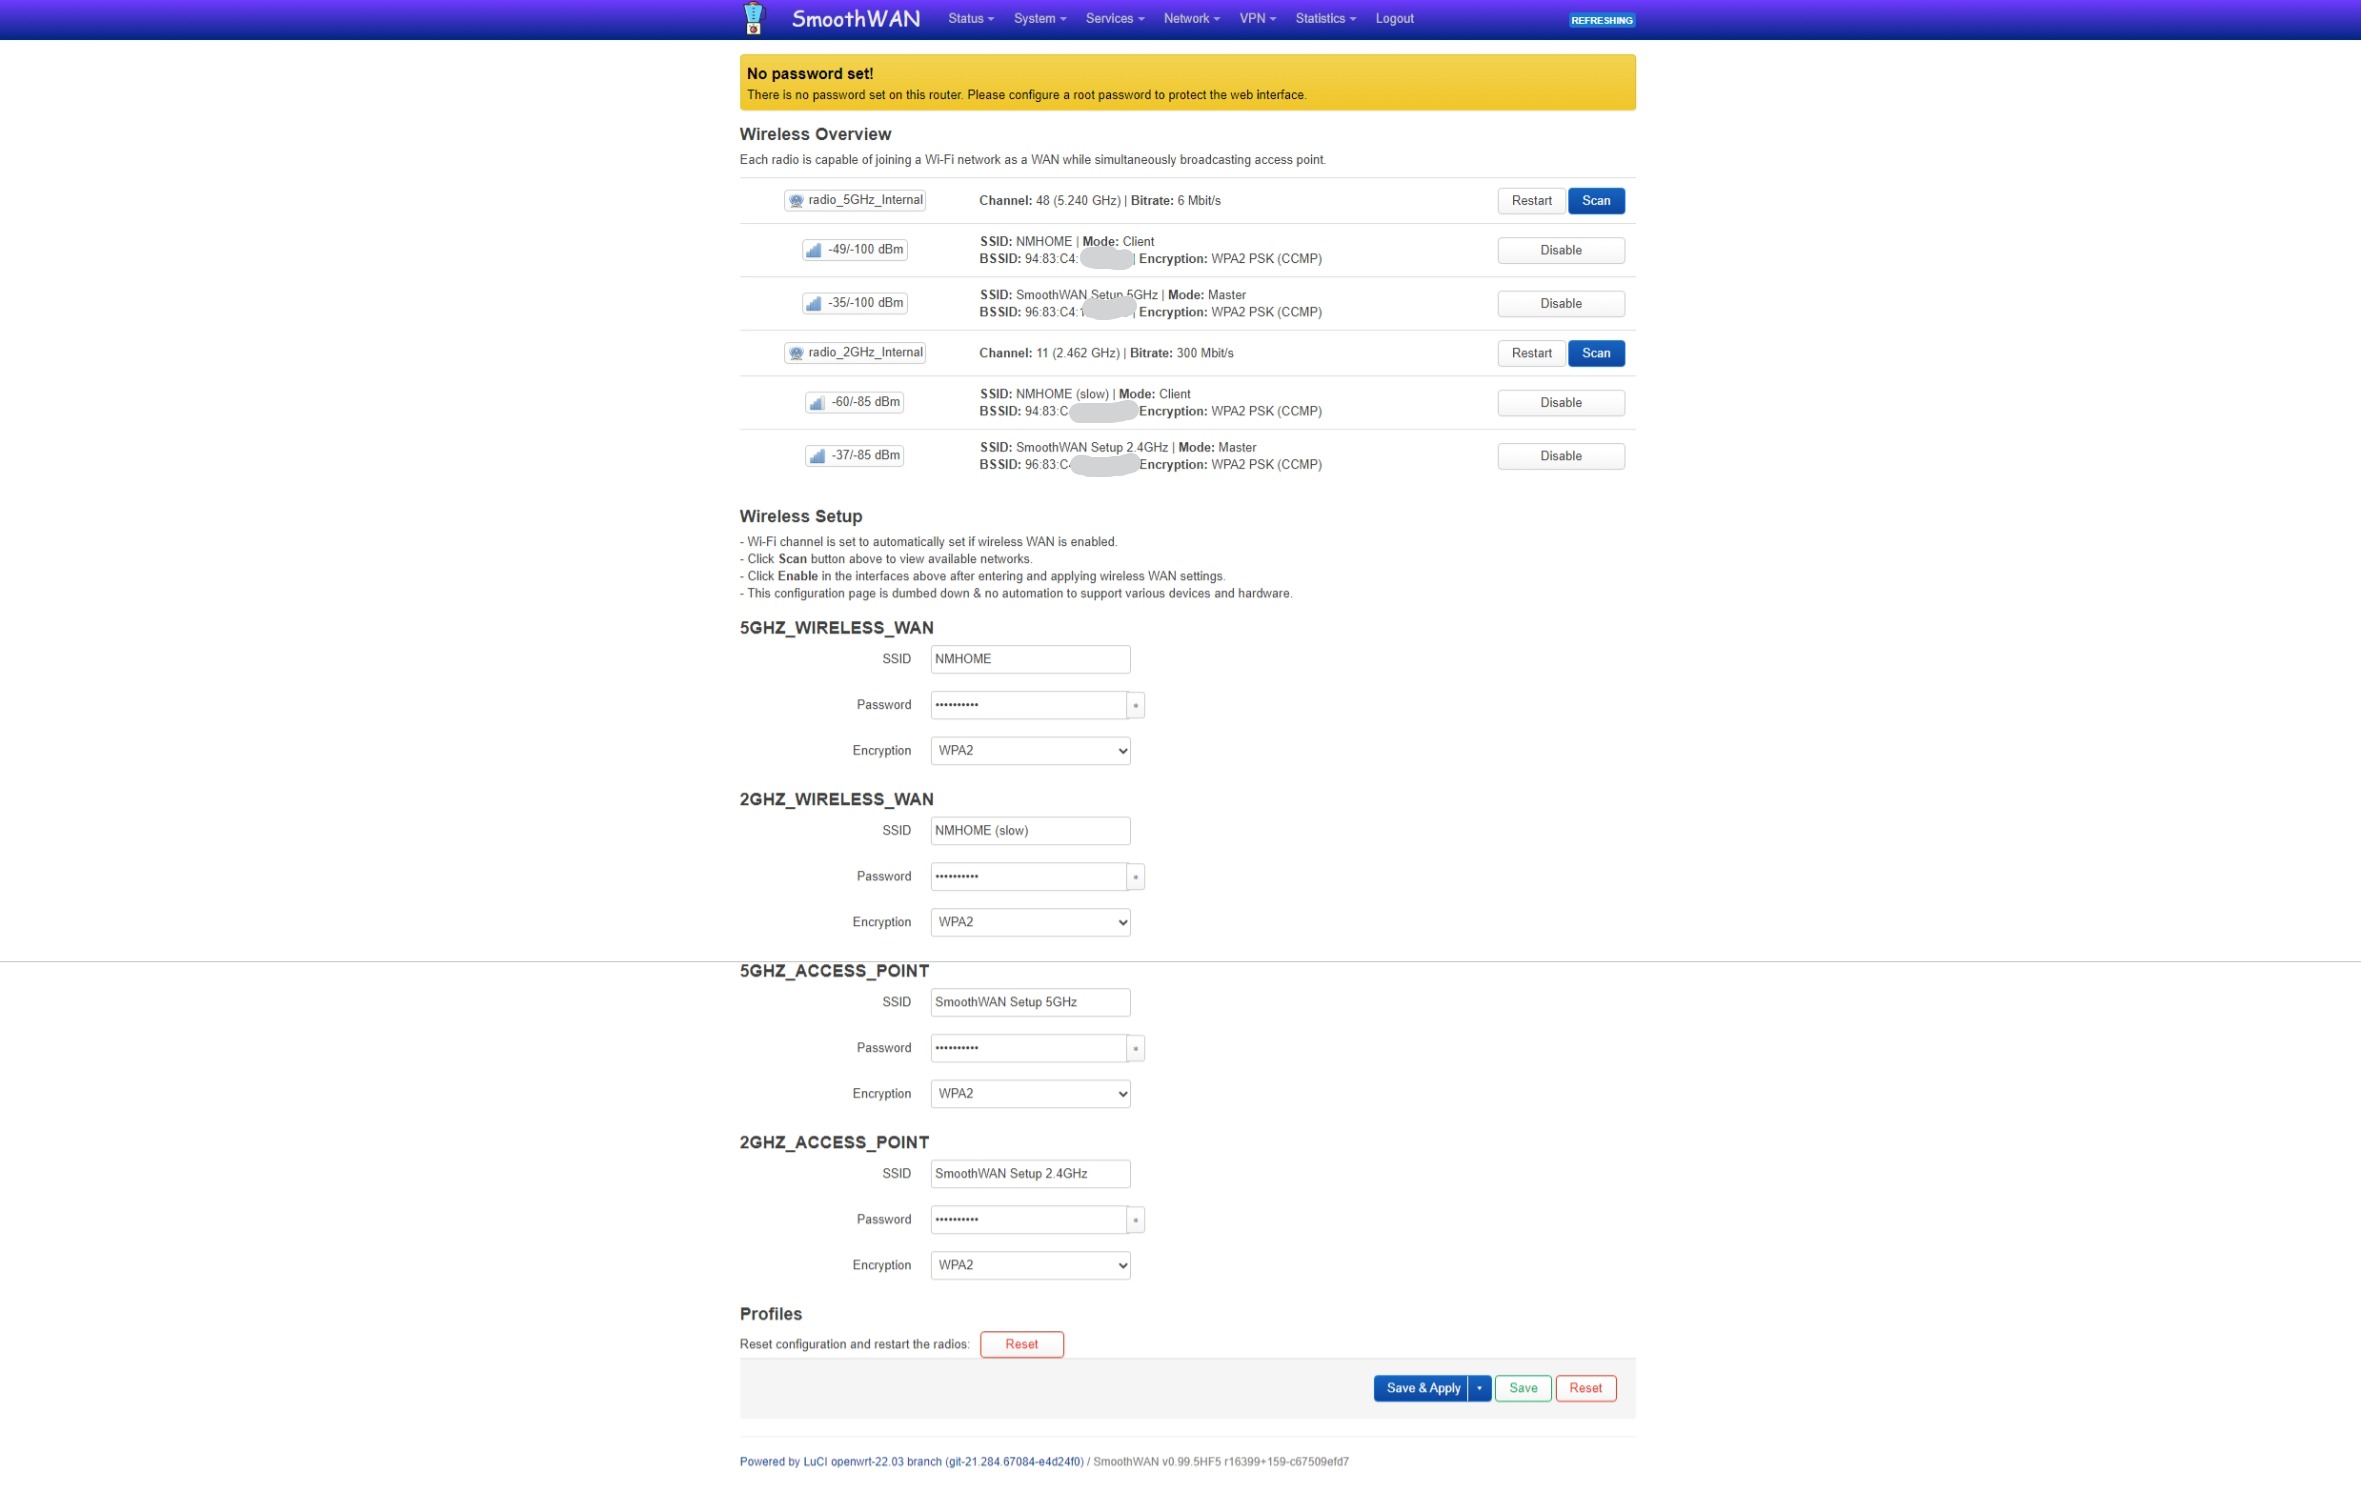 SmoothWAN Status System Services Network VPN Statistics Logout REFRESHING
No password set!
There is no password set on this router. Please configure a root password to protect the web interface.
Wireless Overview
Each radio is capable of joining a Wi-Fi network as a WAN while simultaneously broadcasting access point.
radio_5GHz_Internal Channel: 48 (5.240 GHz) | Bitrate: 6 Mbit/s Restart Scan
SSID: NMHOME | Mode: Client
-49/-100 dBm Disable
BSSID: 94:83:C4: | Encryption: WPA2 PSK (CCMP)
SSID: SmoothWAN Setup 5GHz | Mode: Master
-35/-100 dBm Disable
BSSID: 96:83:C4: | Encryption: WPA2 PSK (CCMP)
radio_2GHz_Internal Channel: 11 (2.462 GHz) | Bitrate: 300 Mbit/s Restart Scan
SSID: NMHOME (slow) | Mode: Client
-60/-85 dBm Disable
BSSID: 94:83:C Encryption: WPA2 PSK (CCMP)
SSID: SmoothWAN Setup 2.4GHz | Mode: Master
-37/-85 dBm Disable
BSSID: 96:83:C4 Encryption: WPA2 PSK (CCMP)
Wireless Setup
- Wi-Fi channel is set to automatically set if wireless WAN is enabled.
- Click Scan button above to view available networks.
- Click Enable in the interfaces above after entering and applying wireless WAN settings.
- This configuration page is dumbed down & no automation to support various devices and hardware.
5GHZ_WIRELESS_WAN
SSID NMHOME
Password •••••••••• *
Encryption WPA2
2GHZ_WIRELESS_WAN
SSID NMHOME (slow)
Password •••••••••• *
Encryption WPA2
5GHZ_ACCESS_POINT
SSID SmoothWAN Setup 5GHz
Password •••••••••• *
Encryption WPA2
2GHZ_ACCESS_POINT
SSID SmoothWAN Setup 2.4GHz
Password •••••••••• *
Encryption WPA2
Profiles
Reset configuration and restart the radios: Reset
Save & Apply Save Reset
Powered by LuCI openwrt-22.03 branch (git-21.284.67084-e4d24f0) / SmoothWAN v0.99.5HF5 r16399+159-c67509efd7